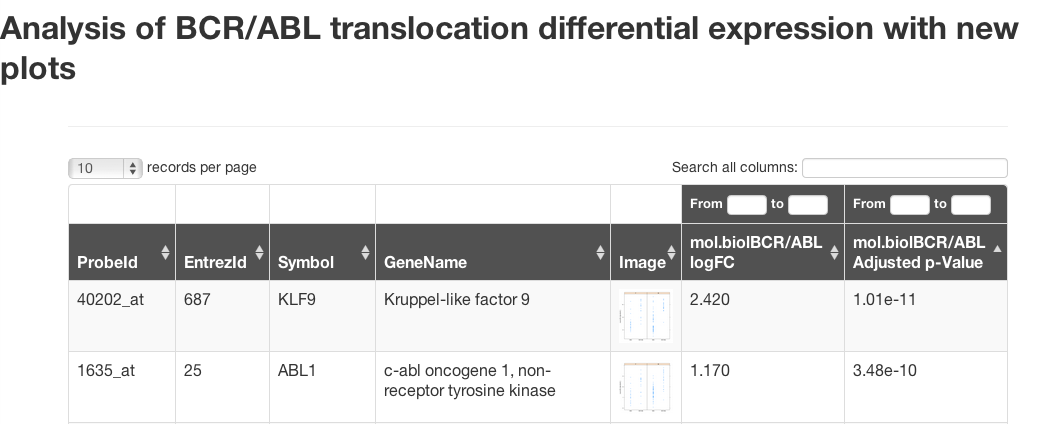 Analysis of BCR/ABL translocation differential expression with new
plots
10 records per page
Search all columns:
From to From to
ProbeId EntrezId Symbol GeneName Image mol.biolBCR/ABL logFC mol.biolBCR/ABL Adjusted p-Value
40202_at 687 KLF9 Kruppel-like factor 9 2.420 1.01e-11
1635_at 25 ABL1 c-abl oncogene 1, non- 1.170 3.48e-10
receptor tyrosine kinase